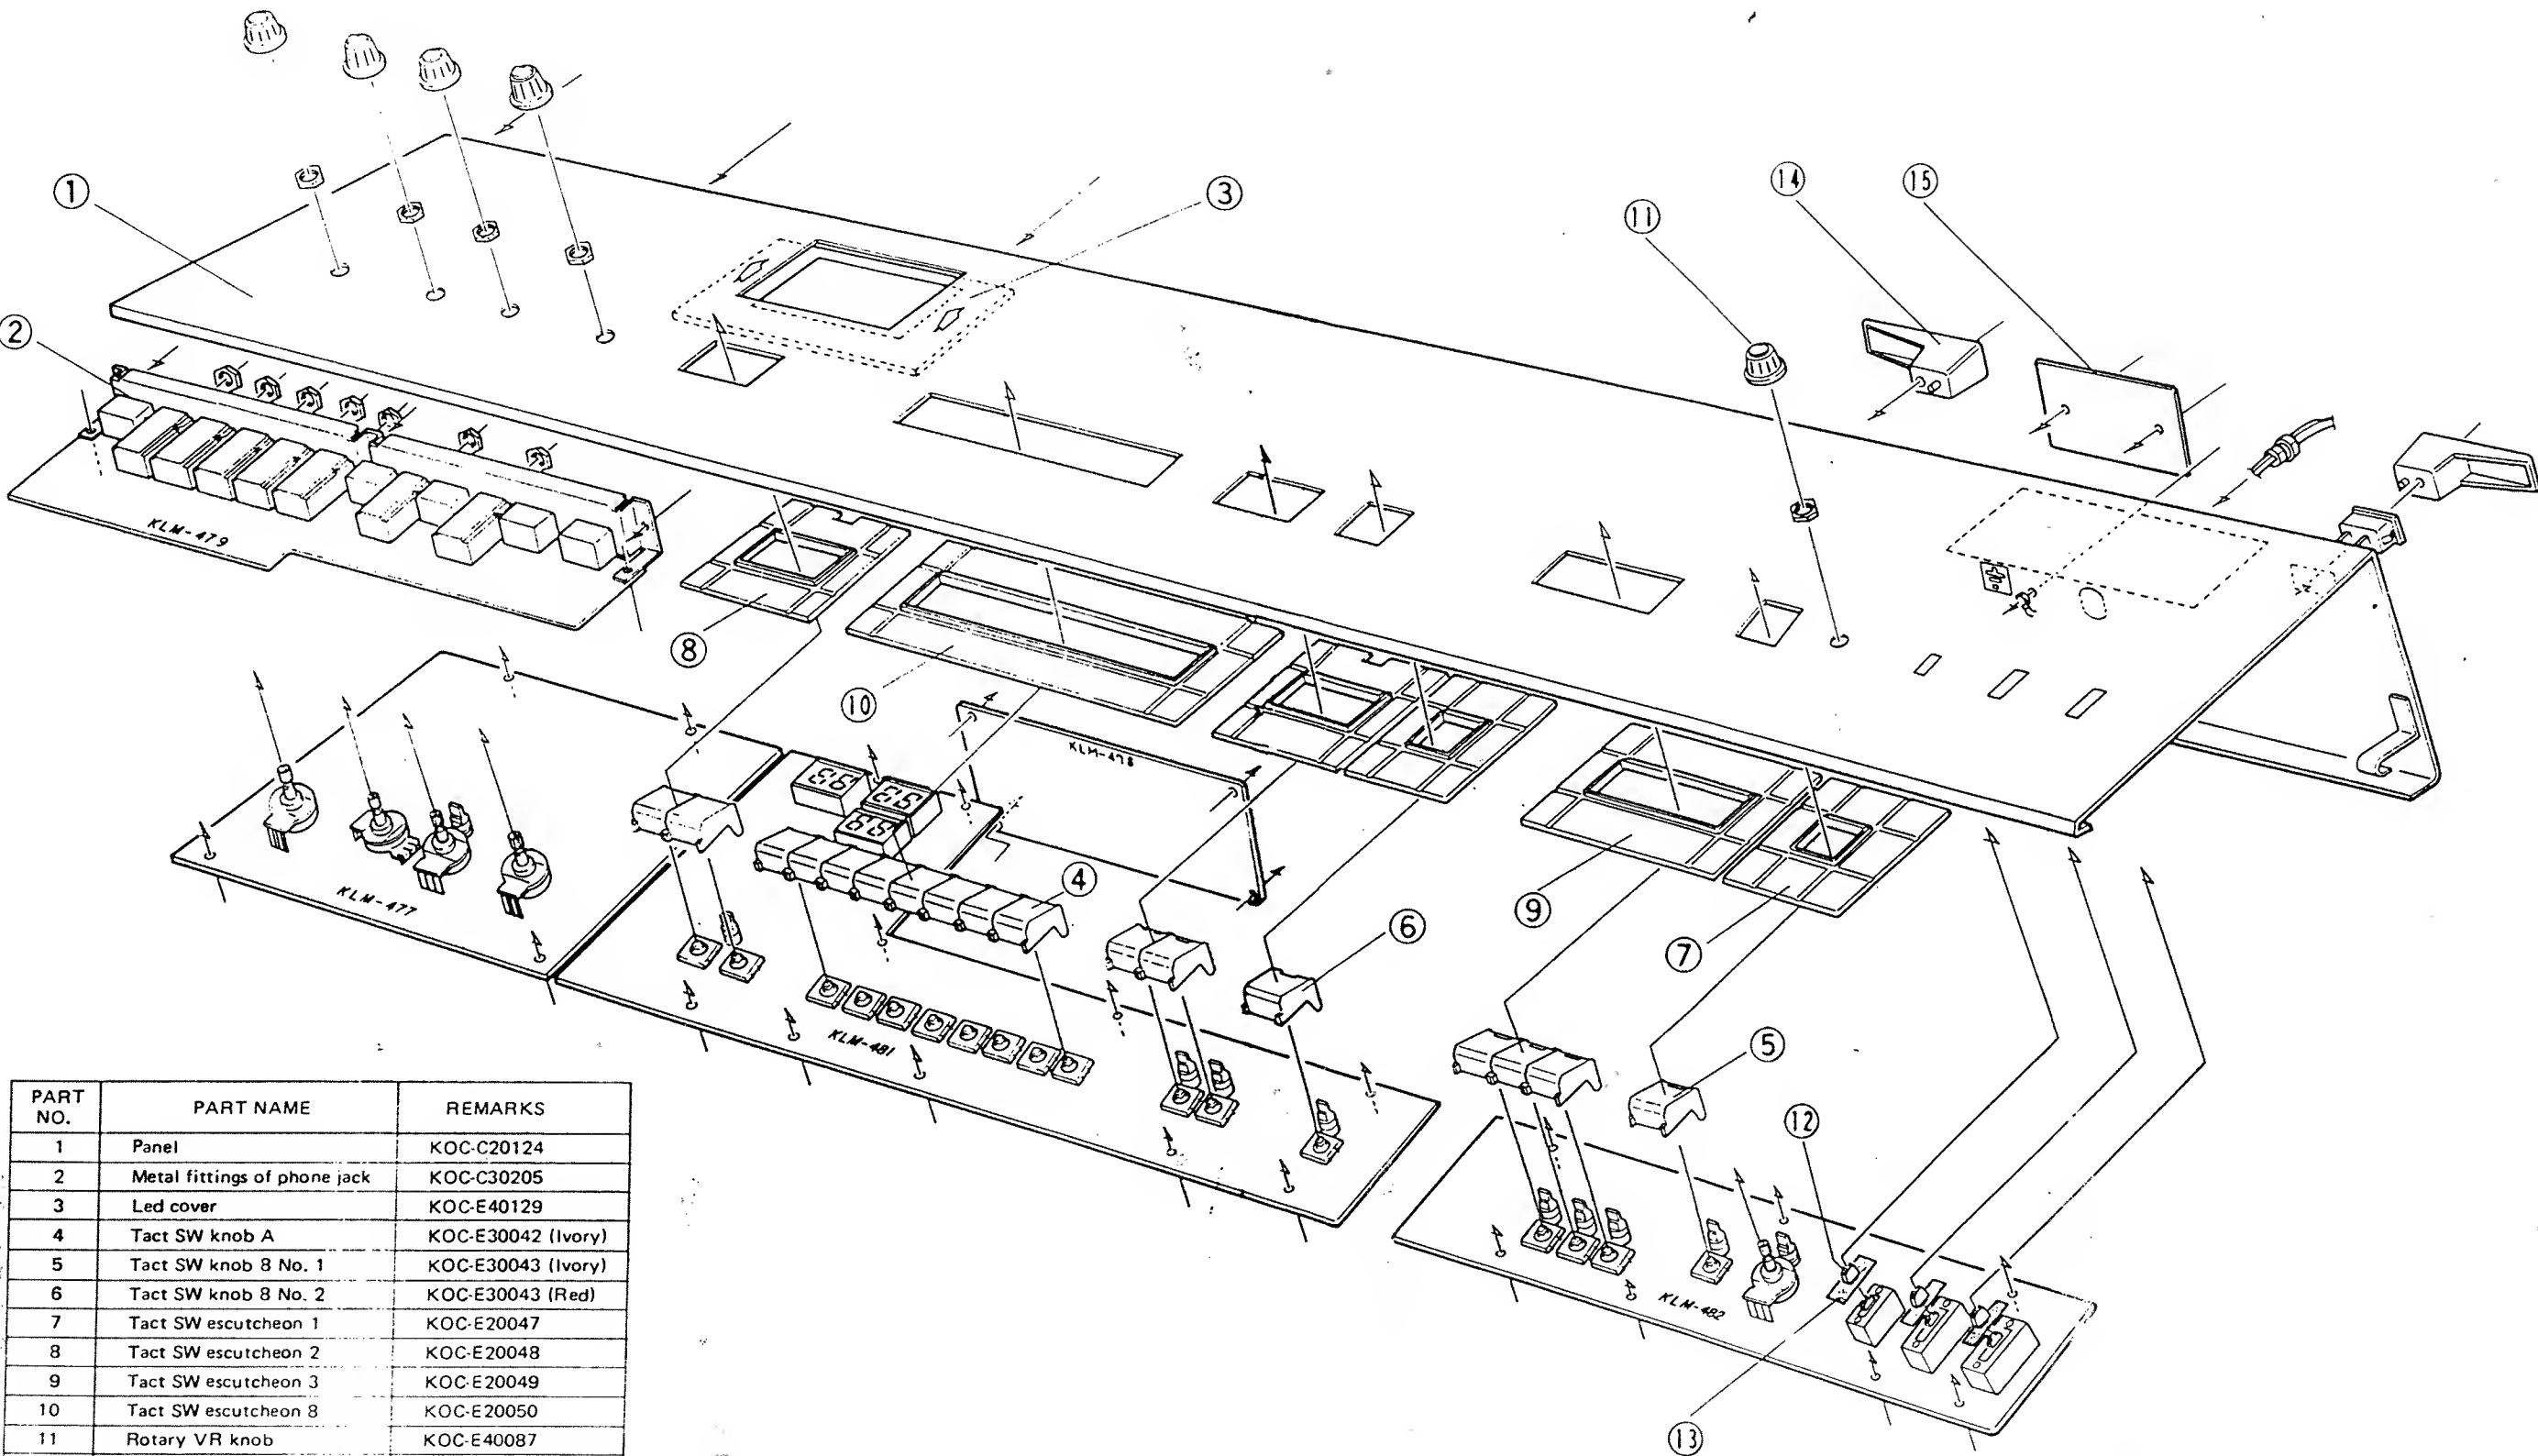 14
15
3
11
1
2
KLM-479
8
10
KLM-478
4
9
6
7
KLM-477
KLM-481
5
12
KLM-482
13
PART NO. PART NAME REMARKS
1 Panel KOC-C20124
2 Metal fittings of phone jack KOC-C30205
3 Led cover KOC-E40129
4 Tact SW knob A KOC-E30042 (Ivory)
5 Tact SW knob 8 No. 1 KOC-E30043 (Ivory)
6 Tact SW knob 8 No. 2 KOC-E30043 (Red)
7 Tact SW escutcheon 1 KOC-E20047
8 Tact SW escutcheon 2 KOC-E20048
9 Tact SW escutcheon 3 KOC-E20049
10 Tact SW escutcheon 8 KOC-E20050
11 Rotary VR knob KOC-E40087